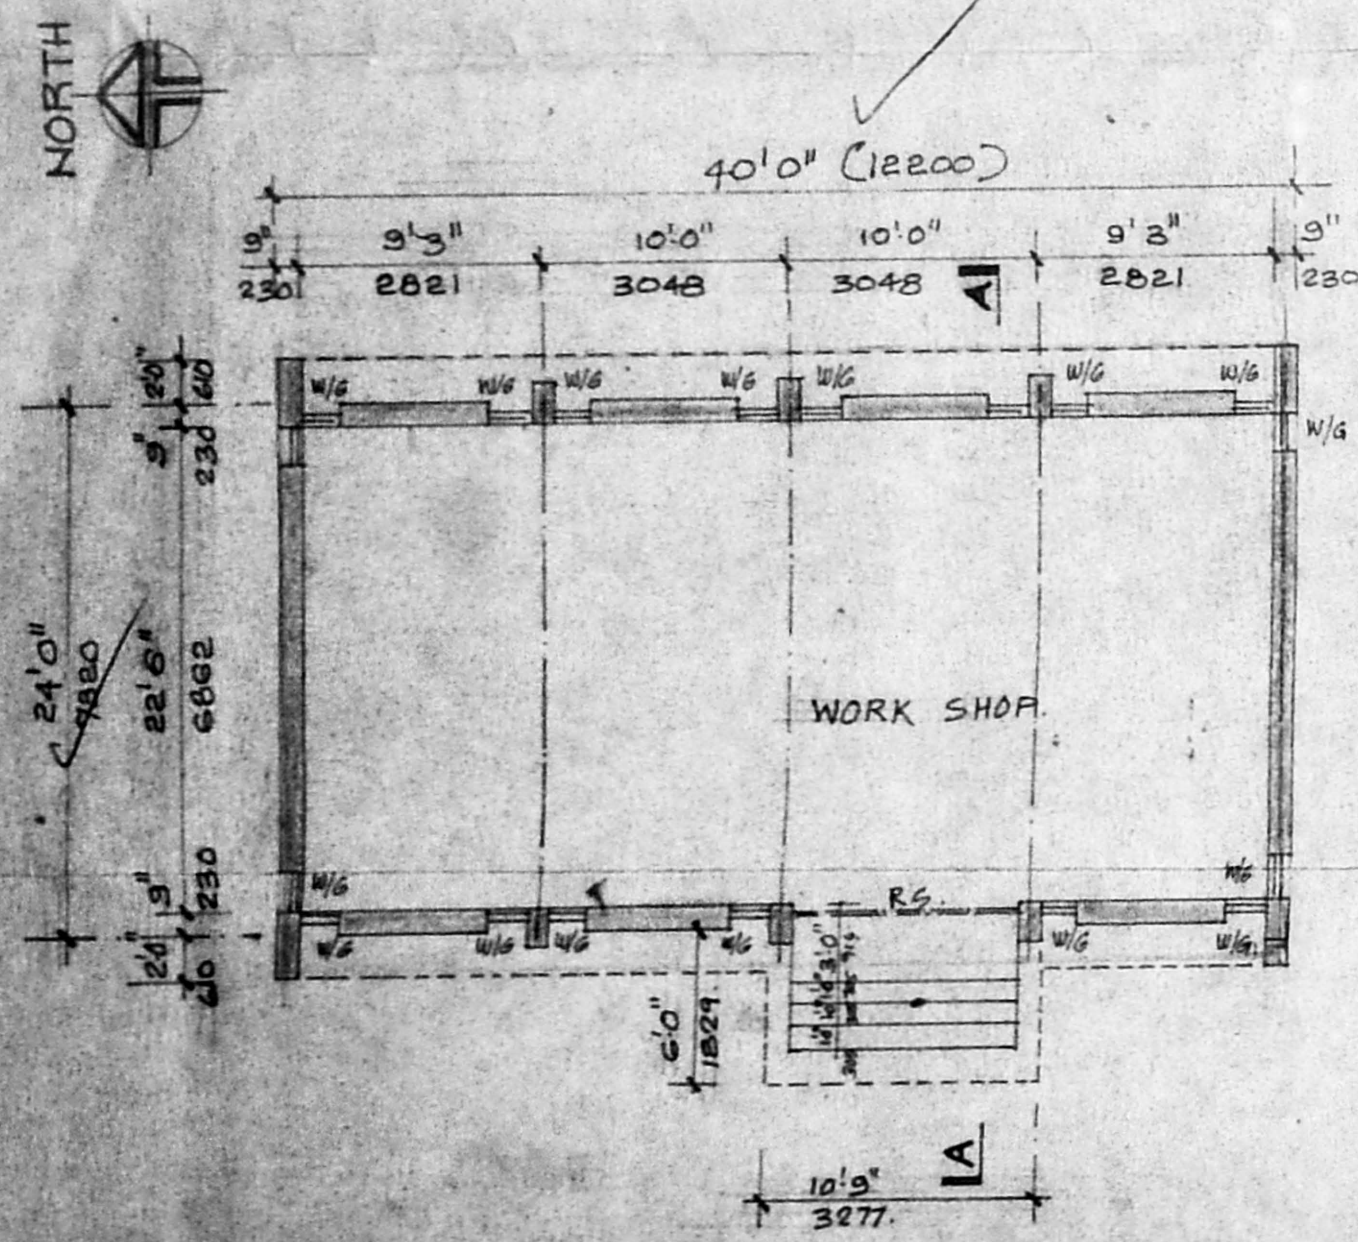 NORTH
40'0" (12200)
9" 9'-3" 10'-0" 10'-0" 9'3" 9"
230 2821 3048 3048 2821 230
A
W/G W/G W/G W/G W/G W/G W/G
W/G
2'0" 610
9" 230
24'0" 7320
22'6" 6862
WORK SHOP.
9" 230
W/G W/G
R.S.
2'0" 610
W/G W/G W/G W/G W/G W/G
3'0" 914
6'0" 1829.
A
10'-9"
3277.